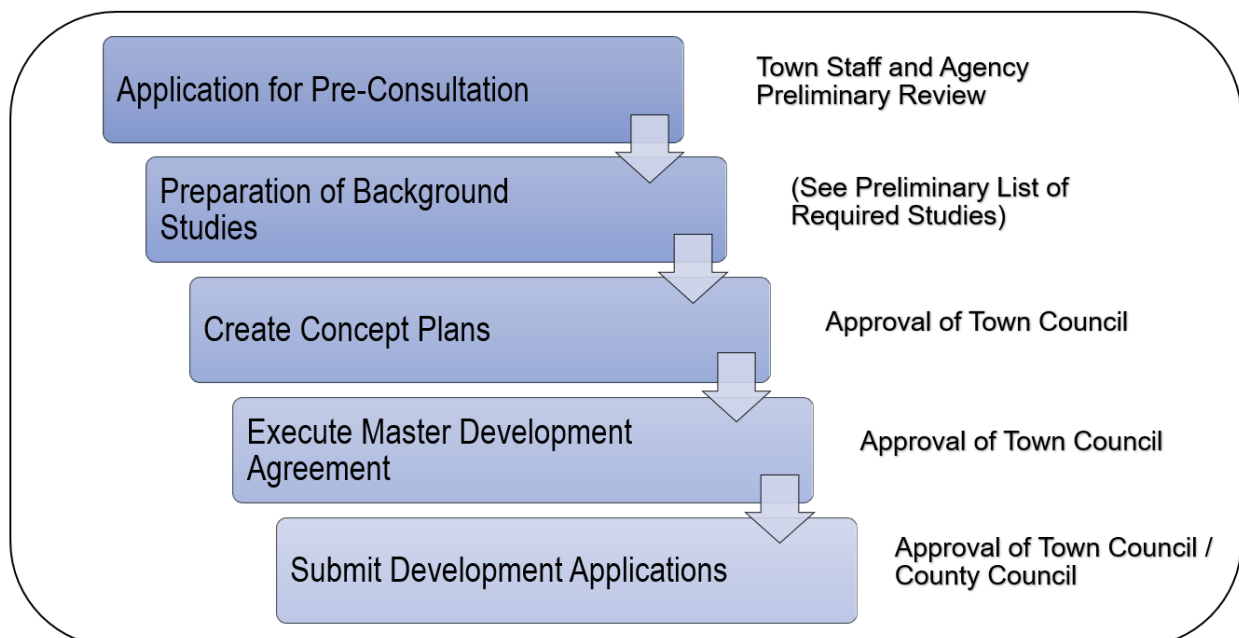 Application for Pre-Consultation
Town Staff and Agency
Preliminary Review
Preparation of Background
Studies
(See Preliminary List of
Required Studies)
Create Concept Plans
Approval of Town Council
Execute Master Development
Agreement
Approval of Town Council
Submit Development Applications
Approval of Town Council /
County Council